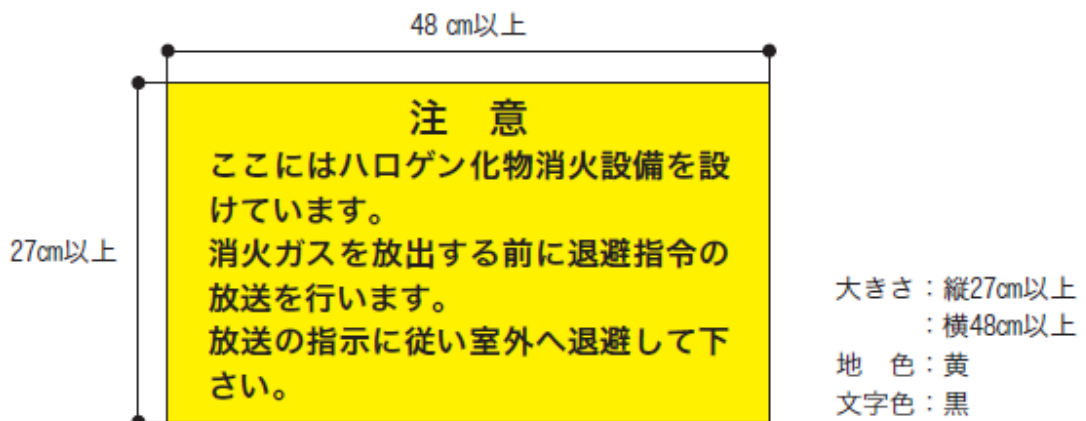 48 ㎝以上
27㎝以上
注　意
ここにはハロゲン化物消火設備を設
けています。
消火ガスを放出する前に退避指令の
放送を行います。
放送の指示に従い室外へ退避して下
さい。
大きさ：縦27㎝以上
：横48㎝以上
地　色：黄
文字色：黒